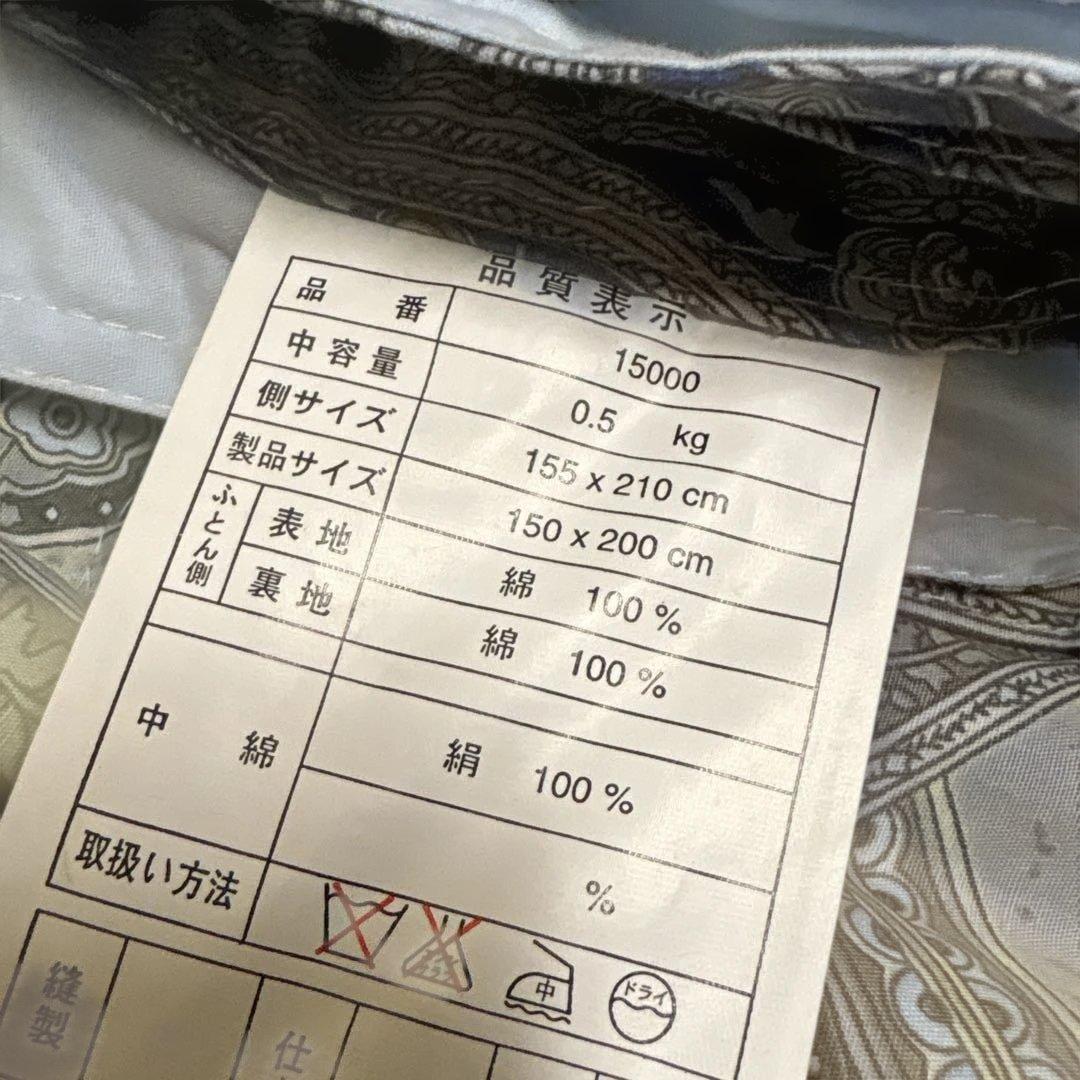 品質表示
品番 15000
中容量 0.5 kg
側サイズ 155 x 210 cm
製品サイズ 150 x 200 cm
ふとん側 表地 綿 100 %
裏地 綿 100 %
中綿 絹 100 %
%
取扱い方法 中 ドライ
縫製 仕